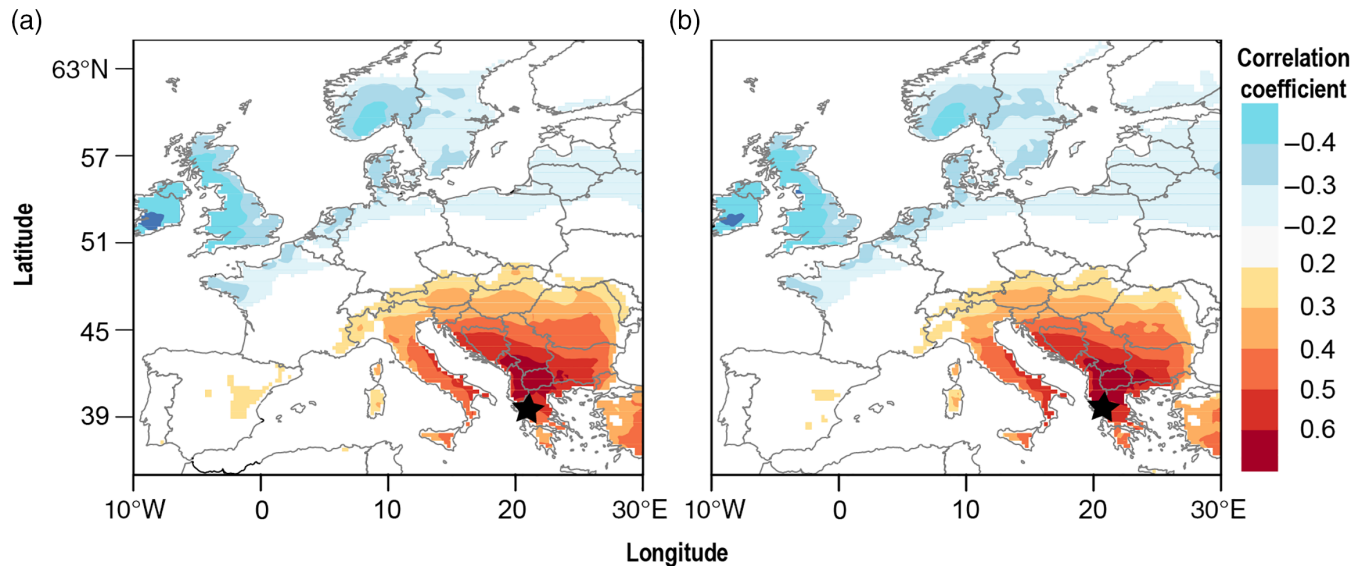 (a)
(b)
63°N
57
51
45
39
Latitude
10°W 0 10 20 30°E
10°W 0 10 20 30°E
Longitude
Correlation
coefficient
–0.4
–0.3
–0.2
0.2
0.3
0.4
0.5
0.6